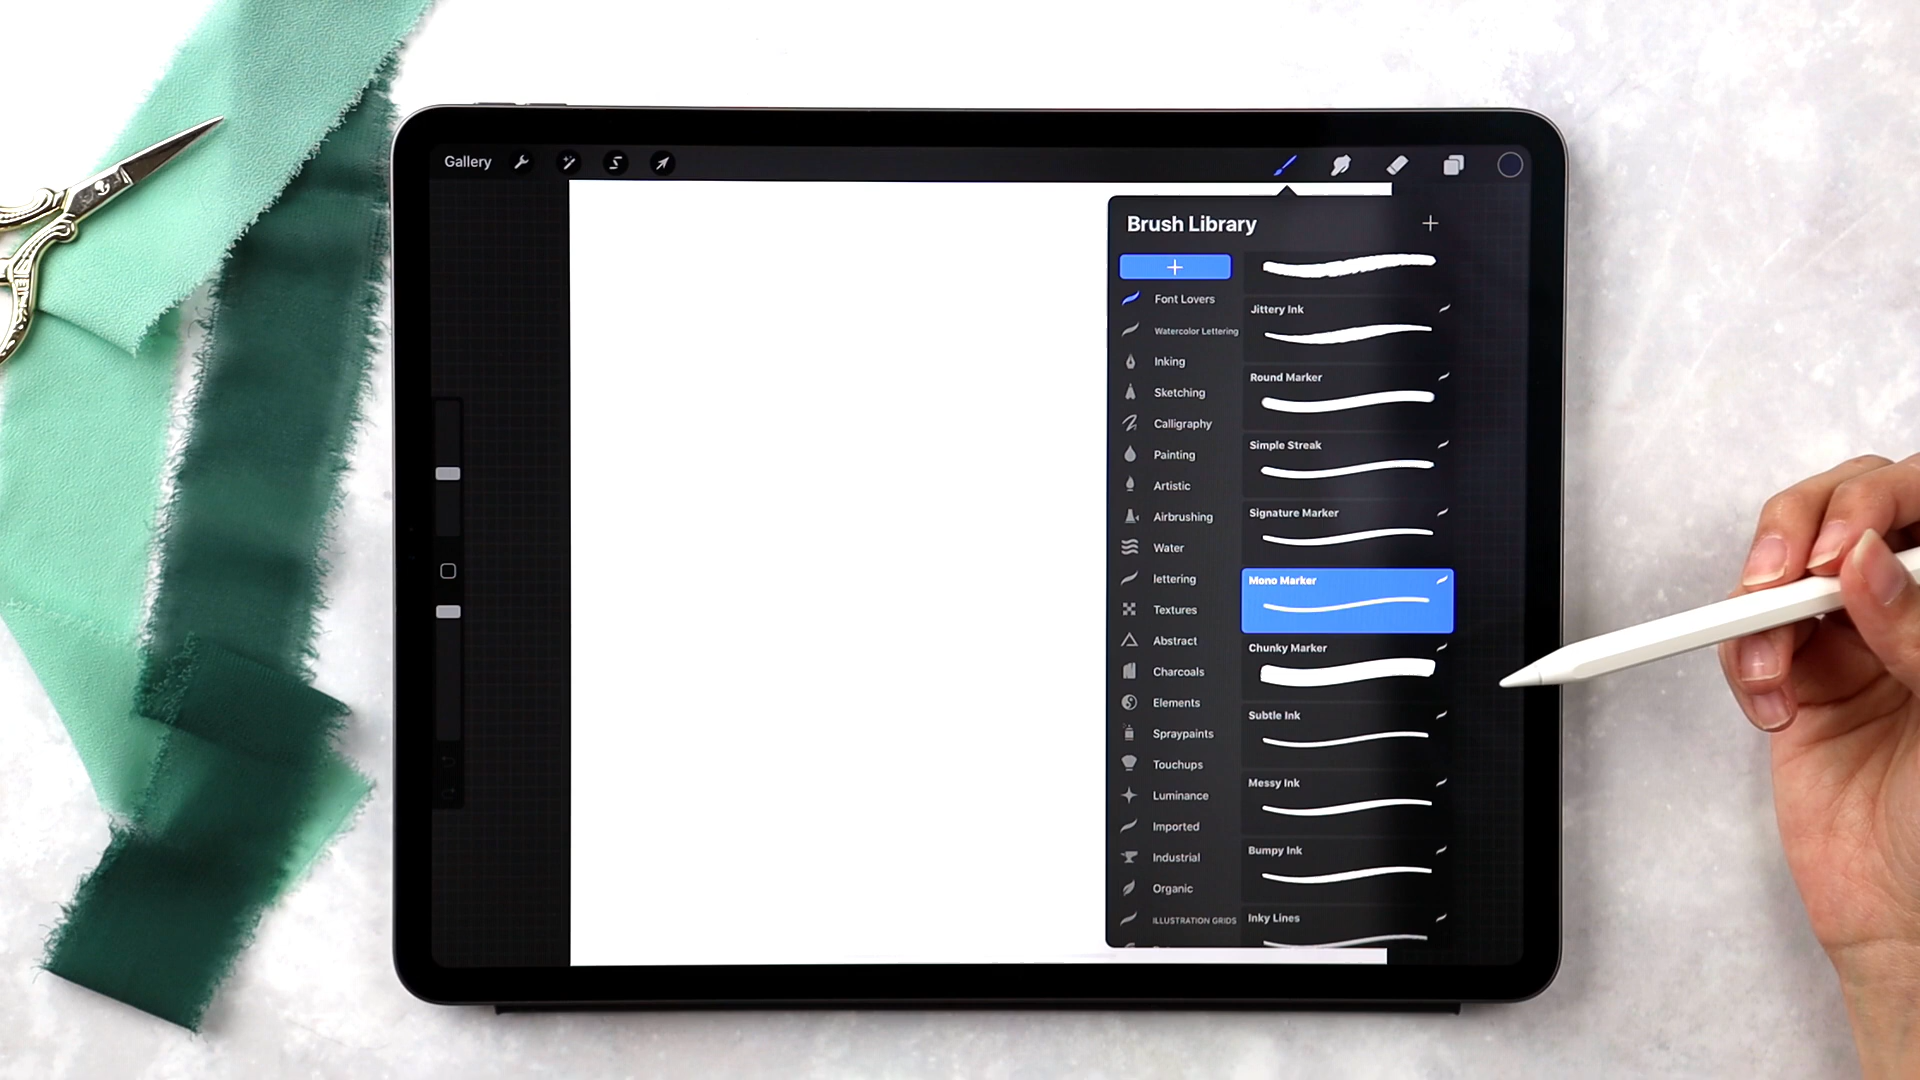 Gallery
Brush Library
Font Lovers
Watercolor Lettering
Inking
Sketching
Calligraphy
Painting
Artistic
Airbrushing
Water
lettering
Textures
Abstract
Charcoals
Elements
Spraypaints
Touchups
Luminance
Imported
Industrial
Organic
ILLUSTRATION GRIDS
Jittery Ink
Round Marker
Simple Streak
Signature Marker
Mono Marker
Chunky Marker
Subtle Ink
Messy Ink
Bumpy Ink
Inky Lines